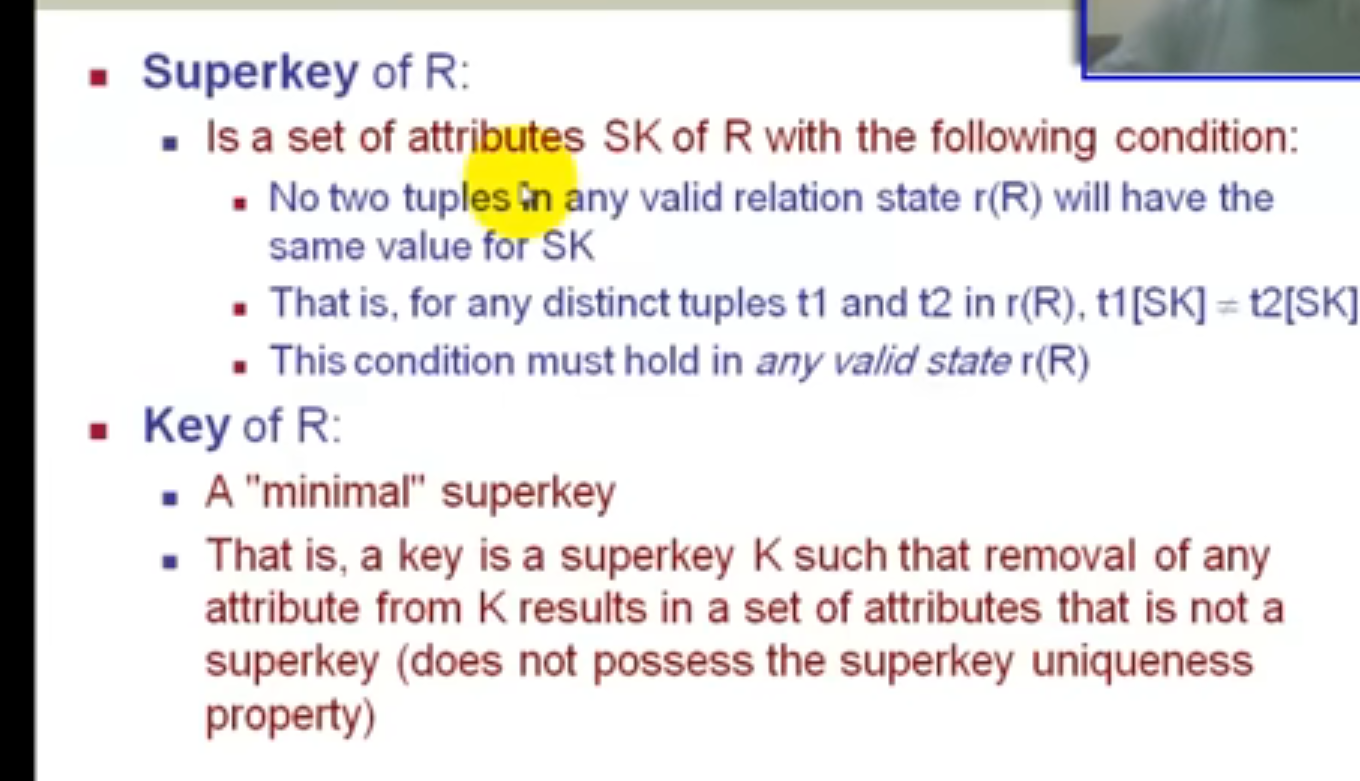 Superkey of R:
Is a set of attributes SK of R with the following condition:
No two tuples in any valid relation state r(R) will have the
same value for SK
That is, for any distinct tuples t1 and t2 in r(R), t1[SK] ≠ t2[SK]
This condition must hold in any valid state r(R)
Key of R:
A "minimal" superkey
That is, a key is a superkey K such that removal of any
attribute from K results in a set of attributes that is not a
superkey (does not possess the superkey uniqueness
property)